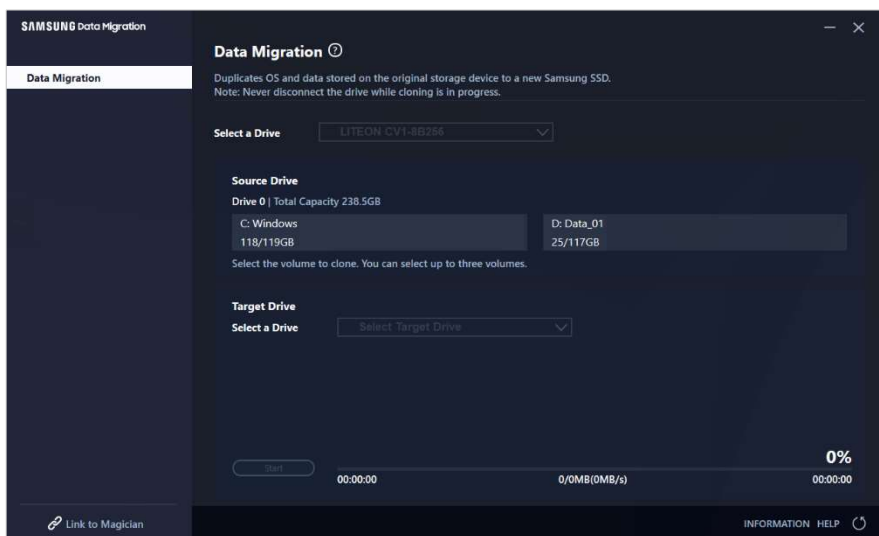 SAMSUNG Data Migration
Data Migration
Data Migration ?
Duplicates OS and data stored on the original storage device to a new Samsung SSD.
Note: Never disconnect the drive while cloning is in progress.
Select a Drive LITEON CV1-8B256
Source Drive
Drive 0 | Total Capacity 238.5GB
C: Windows D: Data_01
118/119GB 25/117GB
Select the volume to clone. You can select up to three volumes.
Target Drive
Select a Drive Select Target Drive
0%
Start
00:00:00 0/0MB(0MB/s) 00:00:00
Link to Magician INFORMATION HELP